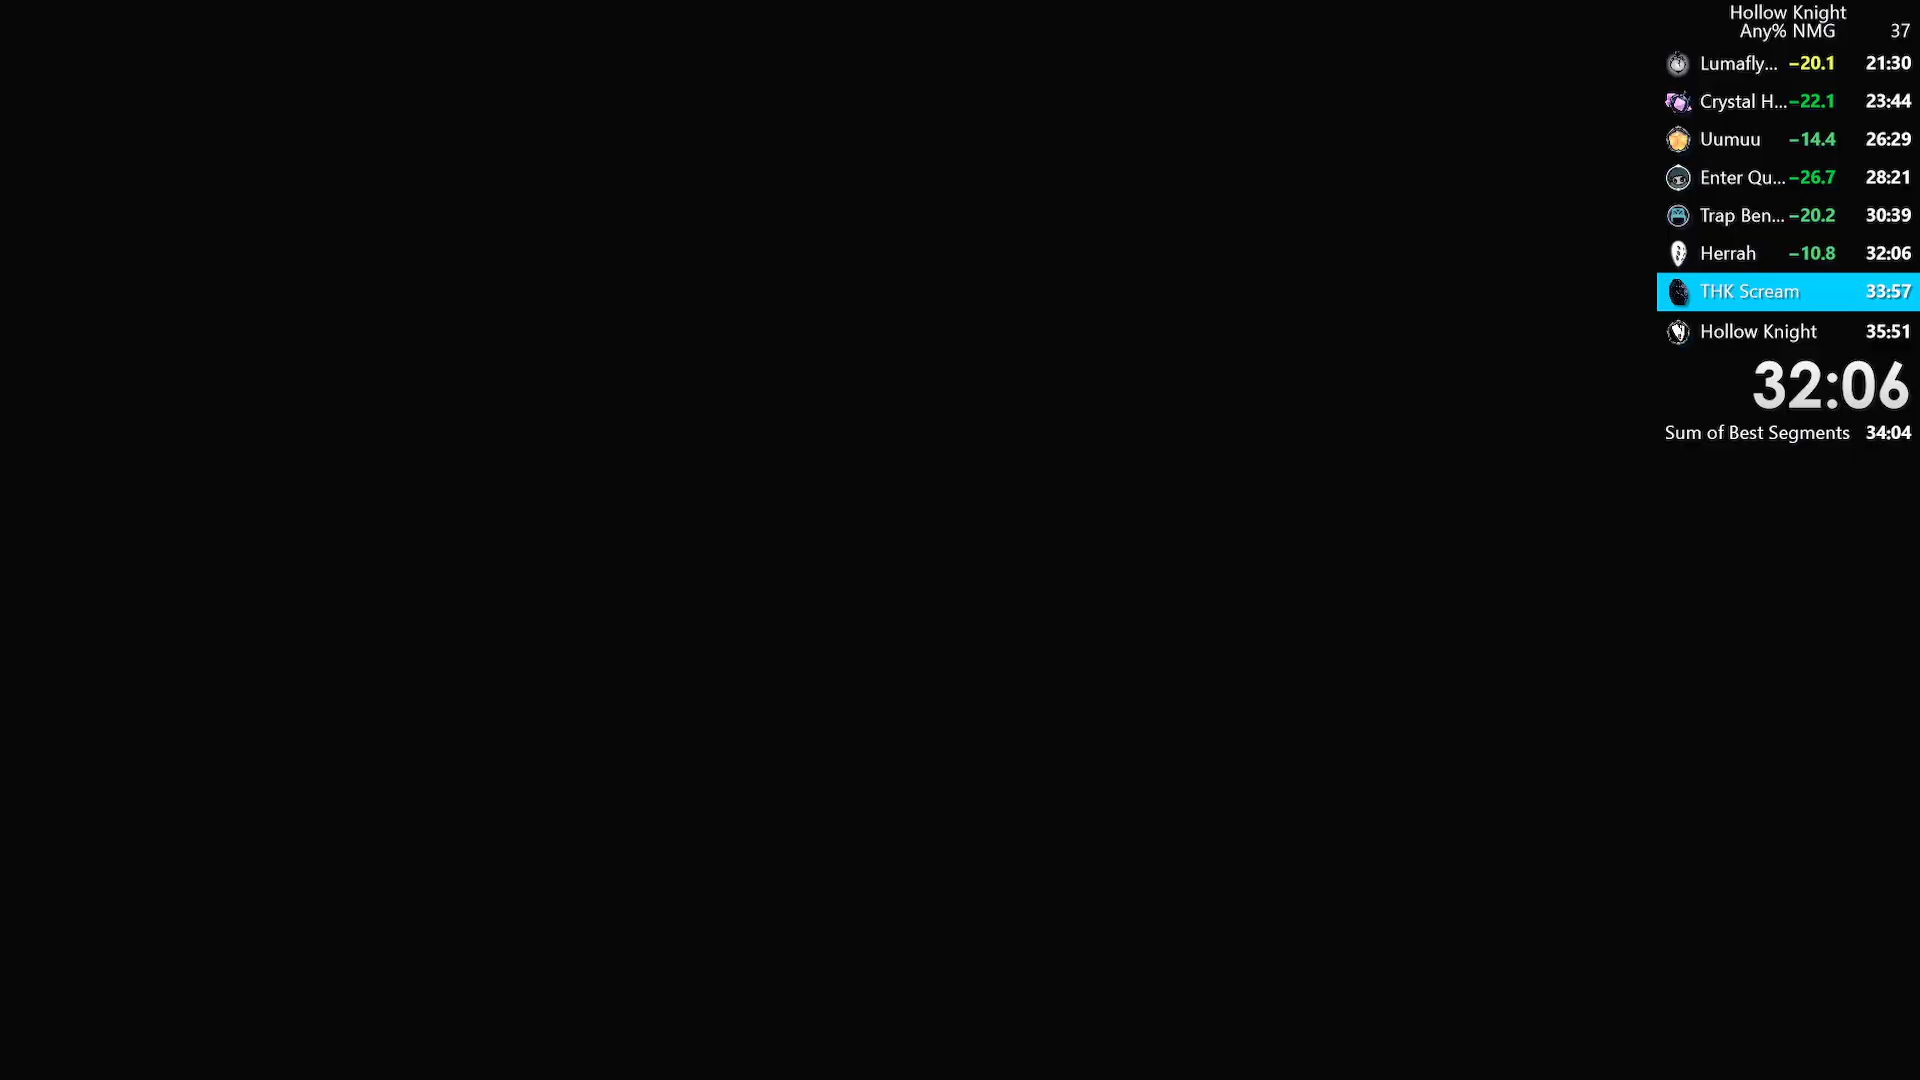 Hollow Knight
Any% NMG 37
Lumafly... −20.1 21:30
Crystal H... −22.1 23:44
Uumuu −14.4 26:29
Enter Qu... −26.7 28:21
Trap Ben... −20.2 30:39
Herrah −10.8 32:06
THK Scream 33:57
Hollow Knight 35:51
32:06
Sum of Best Segments 34:04